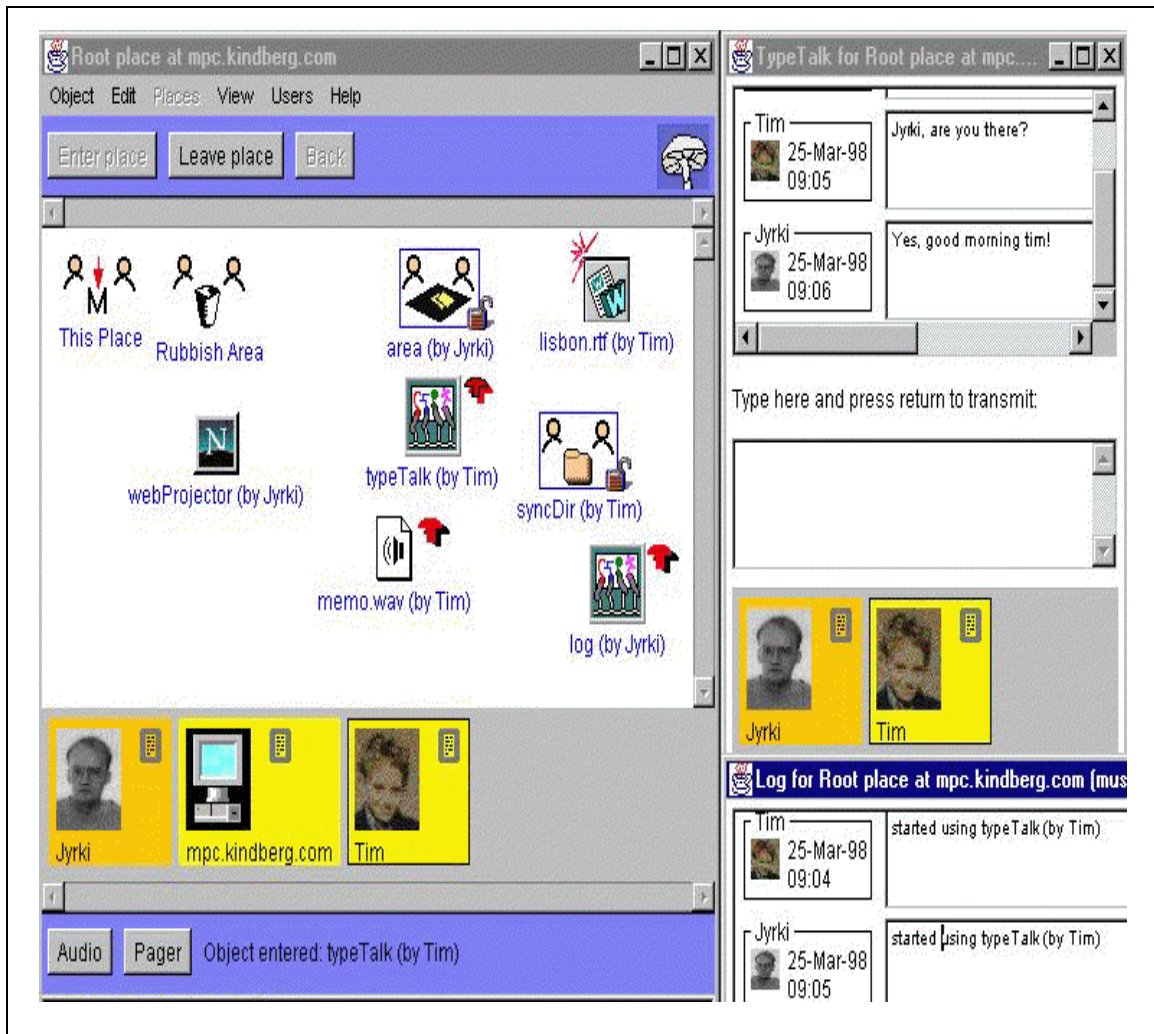 Root place at mpc.kindberg.com
Object Edit Places View Users Help
Enter place Leave place Back
This Place
Rubbish Area
area (by Jyrki)
lisbon.rtf (by Tim)
webProjector (by Jyrki)
typeTalk (by Tim)
syncDir (by Tim)
memo.wav (by Tim)
log (by Jyrki)
Jyrki
mpc.kindberg.com
Tim
Audio Pager Object entered: typeTalk (by Tim)
TypeTalk for Root place at mpc....
Tim
25-Mar-98
09:05
Jyrki, are you there?
Jyrki
25-Mar-98
09:06
Yes, good morning tim!
Type here and press return to transmit:
Jyrki
Tim
Log for Root place at mpc.kindberg.com (mus
Tim
25-Mar-98
09:04
started using typeTalk (by Tim)
Jyrki
25-Mar-98
09:05
started using typeTalk (by Tim)